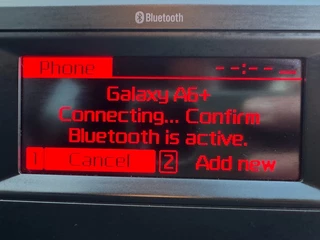 Bluetooth
Phone --:--
Galaxy A6+
Connecting... Confirm
Bluetooth is active.
1 Cancel 2 Add new